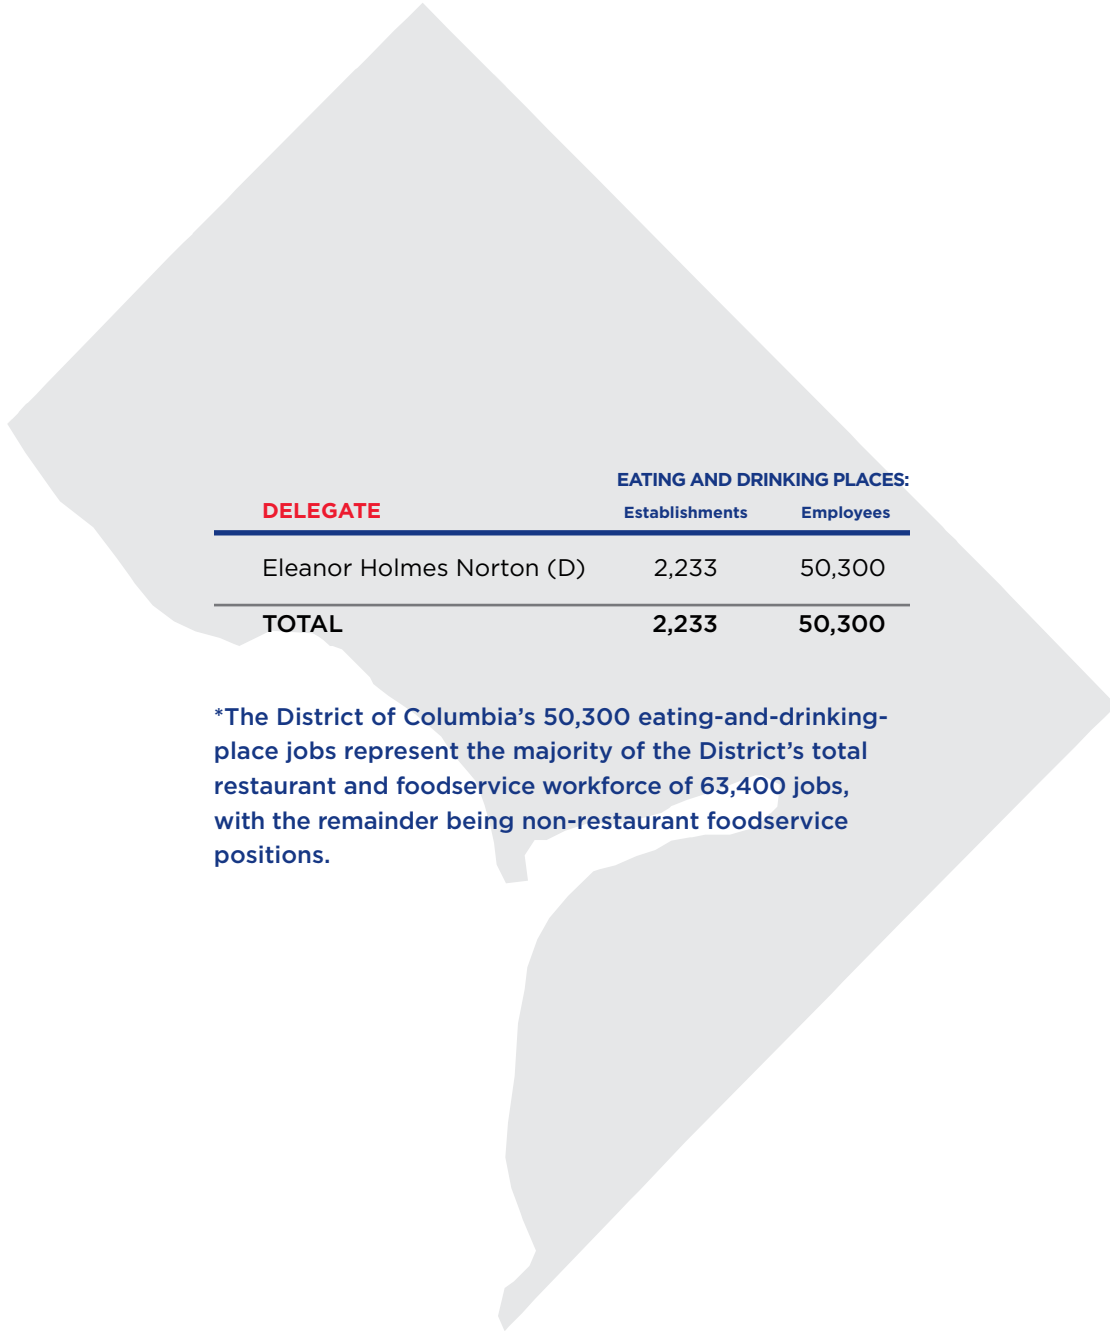 EATING AND DRINKING PLACES:
DELEGATE Establishments Employees
Eleanor Holmes Norton (D) 2,233 50,300
TOTAL 2,233 50,300
*The District of Columbia’s 50,300 eating-and-drinking-
place jobs represent the majority of the District’s total
restaurant and foodservice workforce of 63,400 jobs,
with the remainder being non-restaurant foodservice
positions.